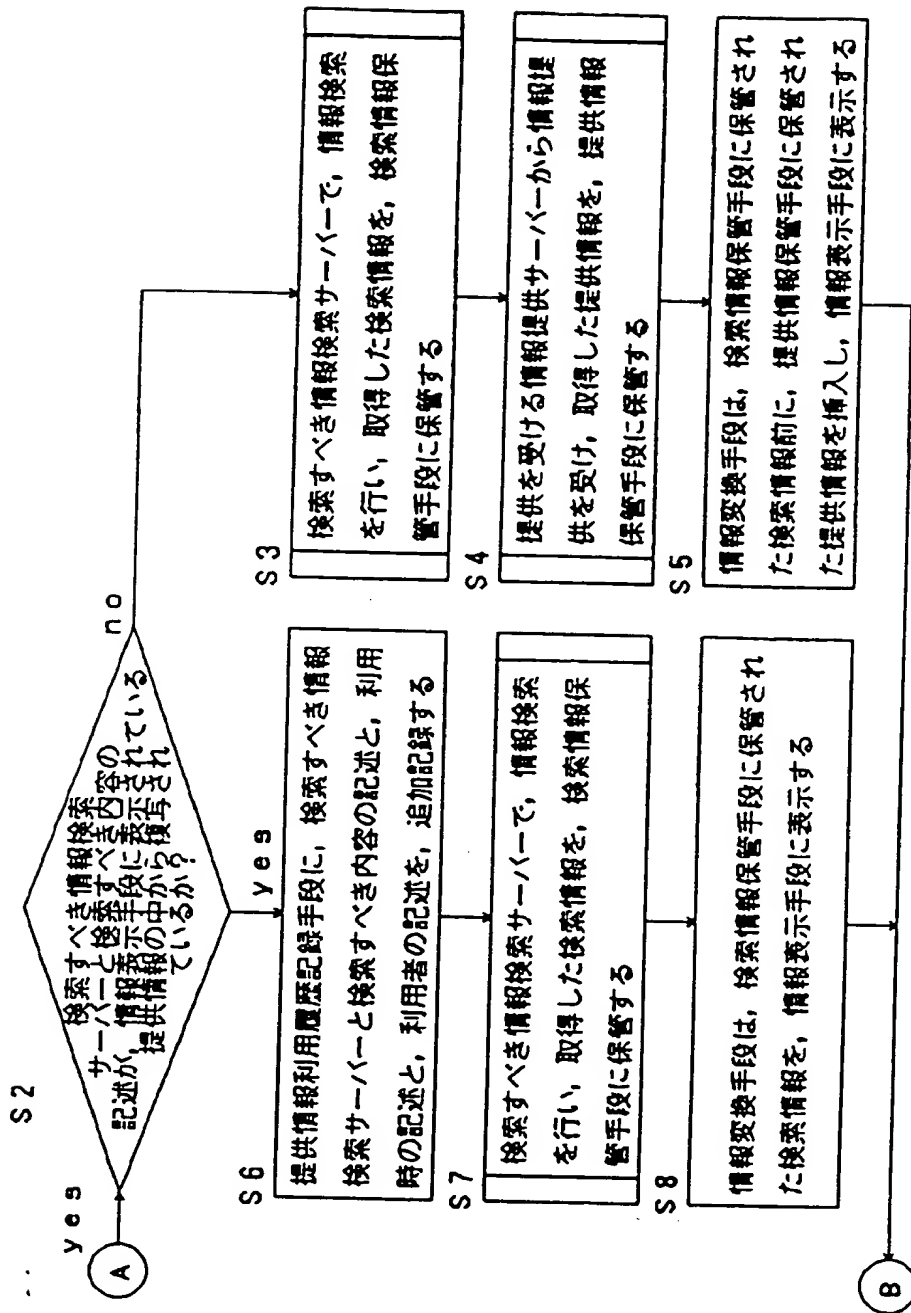 S2
yes
A
検索すべき情報検索
サーバーと検索すべき内容の
記述が，情報表示手段に表示されている
提供情報の中から複写され
ているか？
no
yes
S6
提供情報利用履歴記録手段に，検索すべき情報
検索サーバーと検索すべき内容の記述と，利用
時の記述と，利用者の記述を，追加記録する
S7
検索すべき情報検索サーバーで，情報検索
を行い，取得した検索情報を，検索情報保
管手段に保管する
S8
情報変換手段は，検索情報保管手段に保管され
た検索情報を，情報表示手段に表示する
S3
検索すべき情報検索サーバーで，情報検索
を行い，取得した検索情報を，検索情報保
管手段に保管する
S4
提供を受ける情報提供サーバーから情報提
供を受け，取得した提供情報を，提供情報
保管手段に保管する
S5
情報変換手段は，検索情報保管手段に保管され
た検索情報前に，提供情報保管手段に保管され
た提供情報を挿入し，情報表示手段に表示する
B